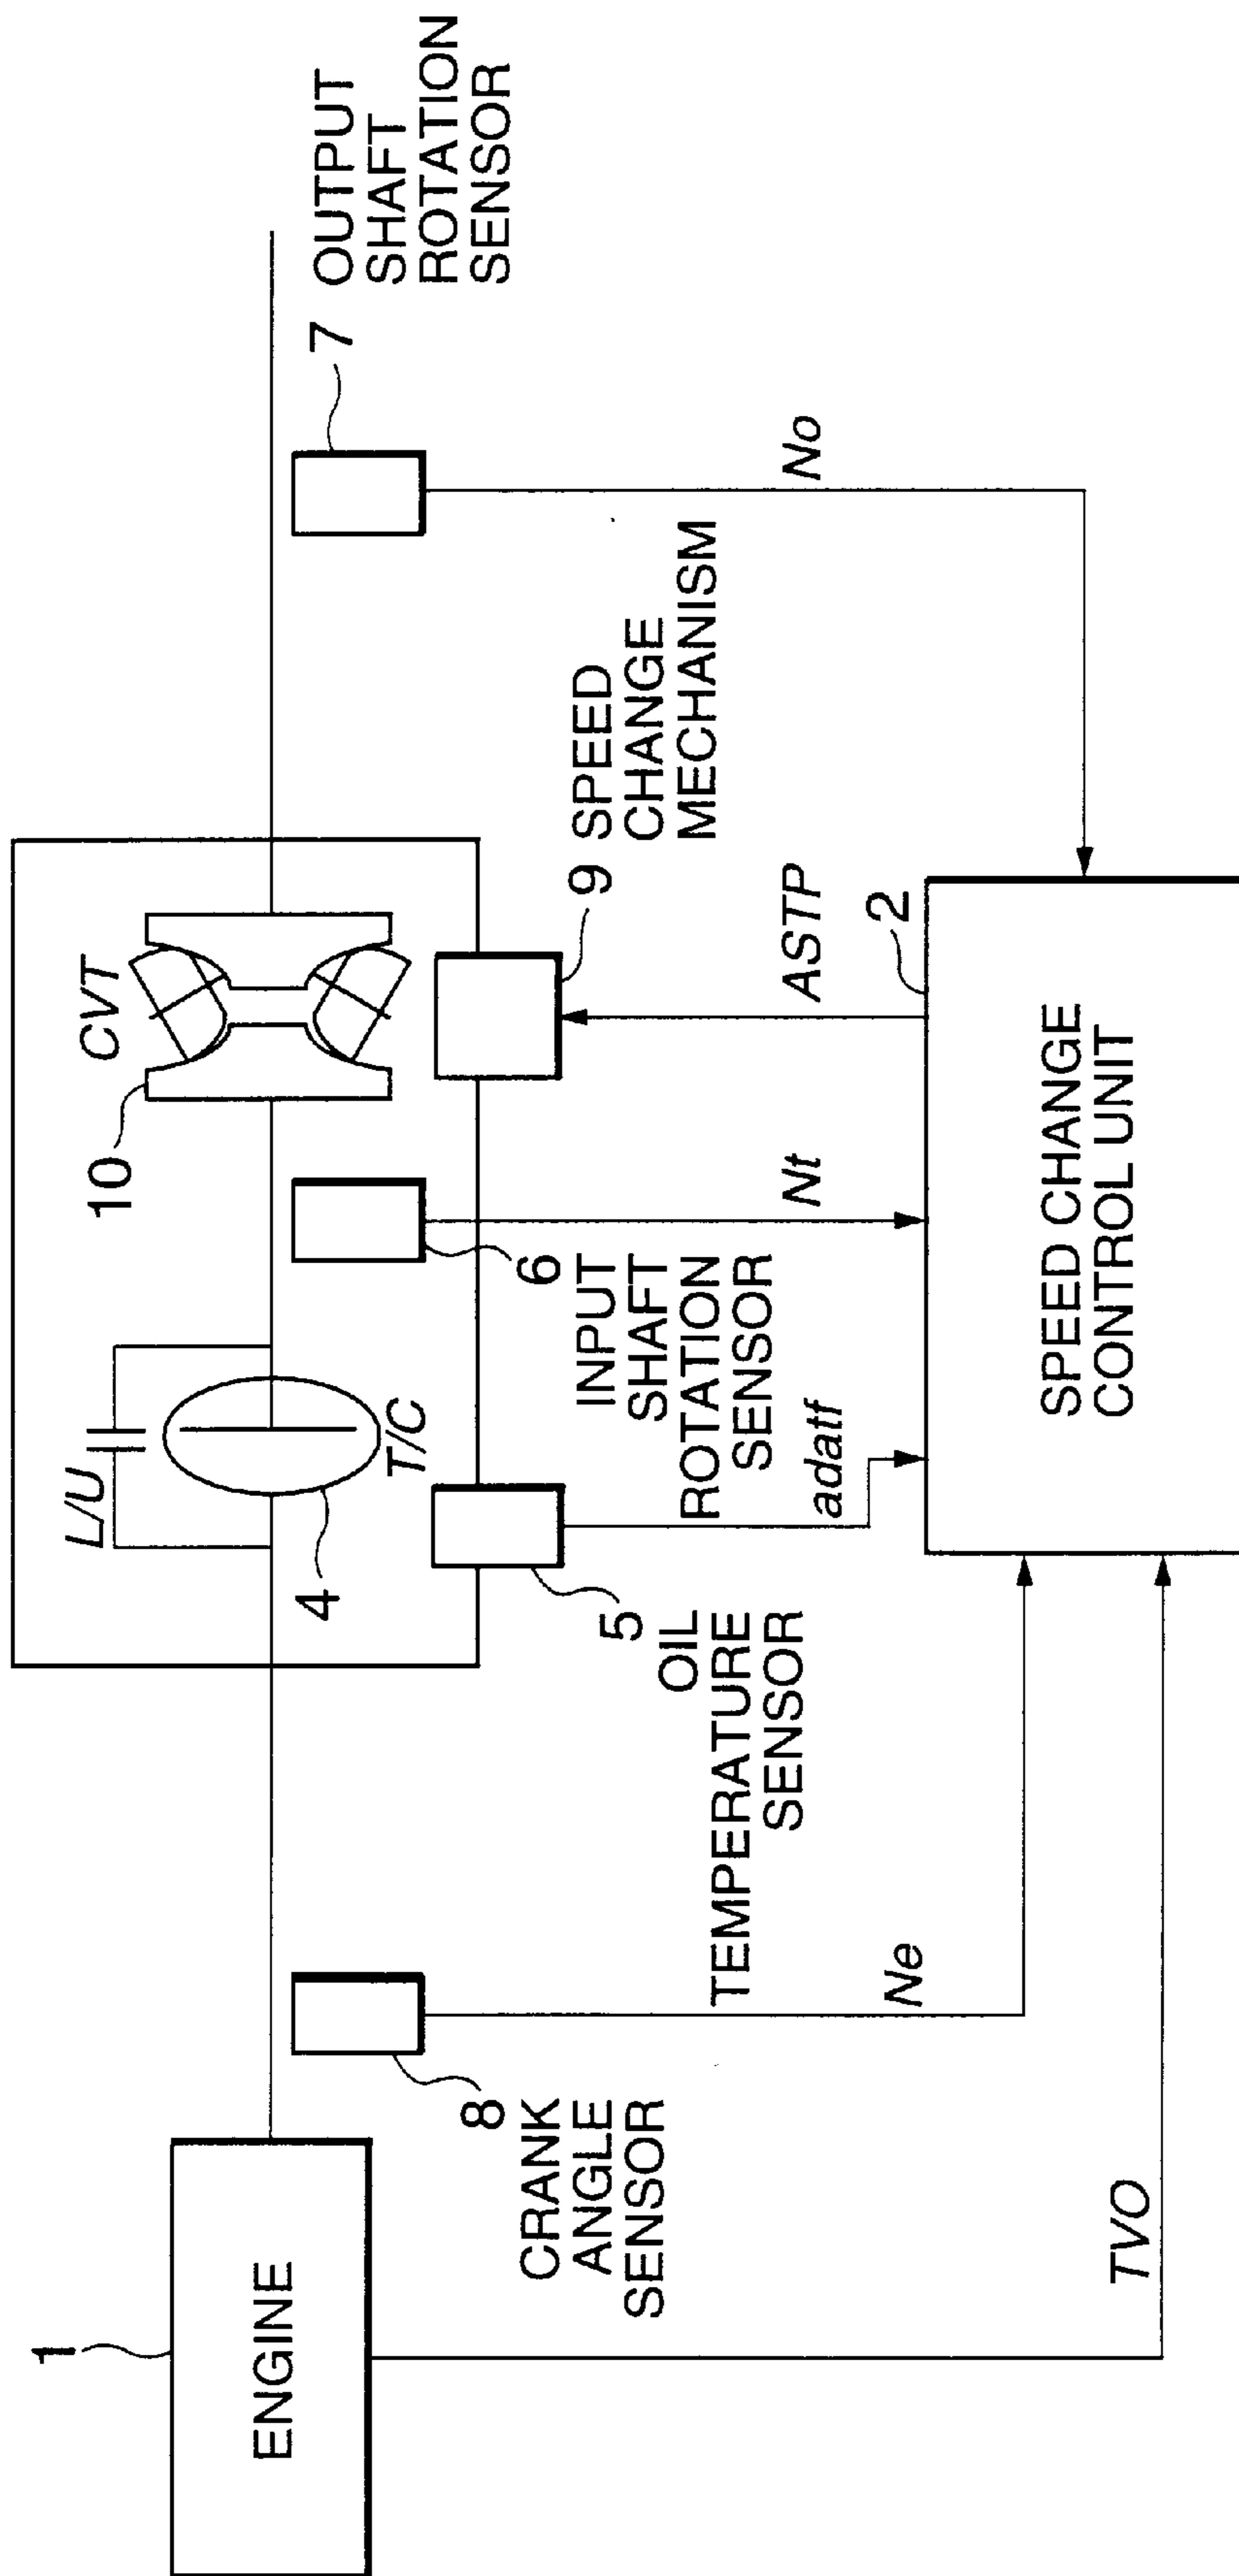 1
ENGINE
8
CRANK
ANGLE
SENSOR
TVO
Ne
L/U
4
T/C
5
OIL
TEMPERATURE
SENSOR
adatf
10
CVT
6
INPUT
SHAFT
ROTATION
SENSOR
Nt
9 SPEED
CHANGE
MECHANISM
ASTP
2
SPEED CHANGE
CONTROL UNIT
7
OUTPUT
SHAFT
ROTATION
SENSOR
No